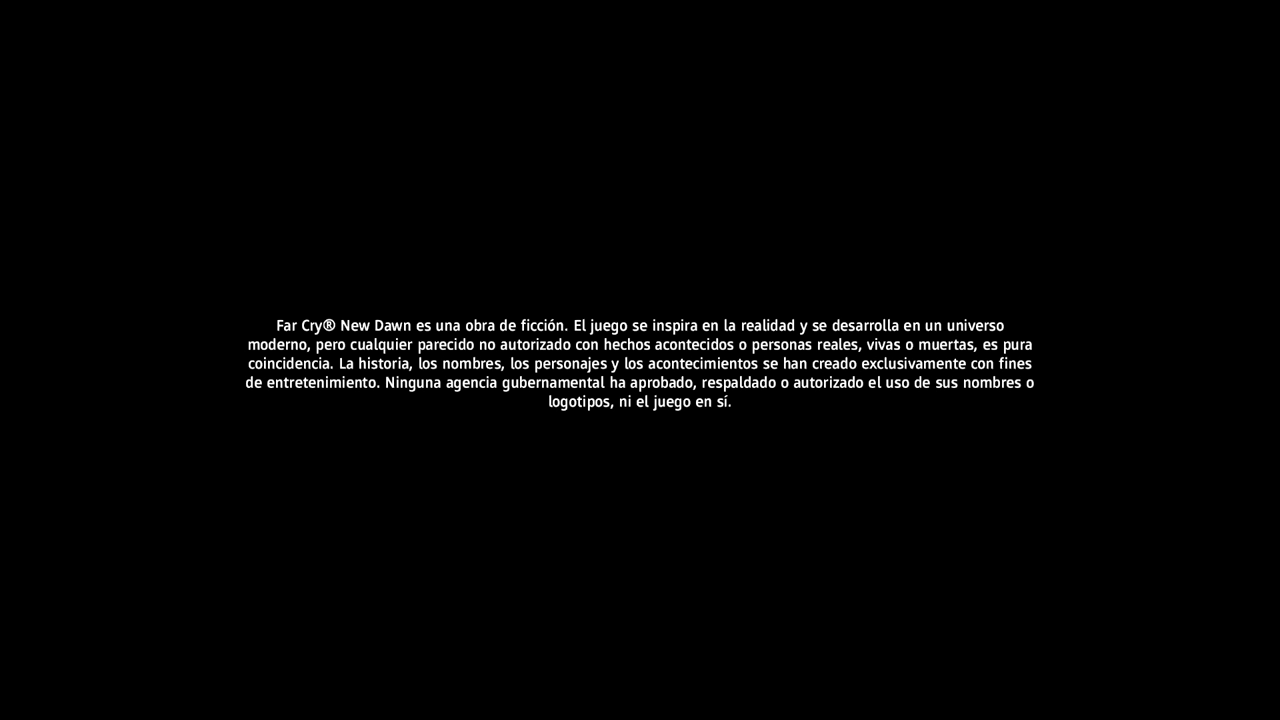 Far Cry® New Dawn es una obra de ficción. El juego se inspira en la realidad y se desarrolla en un universo
moderno, pero cualquier parecido no autorizado con hechos acontecidos o personas reales, vivas o muertas, es pura
coincidencia. La historia, los nombres, los personajes y los acontecimientos se han creado exclusivamente con fines
de entretenimiento. Ninguna agencia gubernamental ha aprobado, respaldado o autorizado el uso de sus nombres o
logotipos, ni el juego en sí.